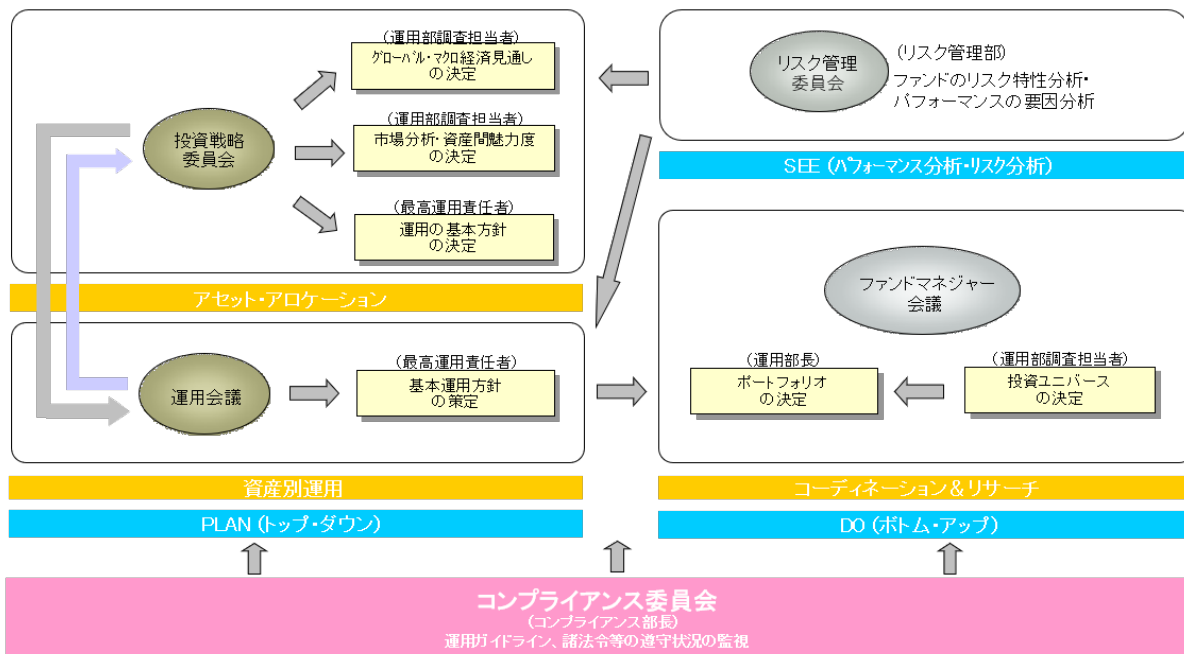 (運用部調査担当者)
グローバル・マクロ経済見通し
の決定
投資戦略
委員会
(運用部調査担当者)
市場分析・資産間魅力度
の決定
(最高運用責任者)
運用の基本方針
の決定
アセット・アロケーション
運用会議
(最高運用責任者)
基本運用方針
の策定
資産別運用
PLAN (トップ・ダウン)
リスク管理
委員会
(リスク管理部)
ファンドのリスク特性分析・
パフォーマンスの要因分析
SEE (パフォーマンス分析・リスク分析)
ファンドマネジャー
会議
(運用部長)
ポートフォリオ
の決定
(運用部調査担当者)
投資ユニバース
の決定
コーディネーション&リサーチ
DO (ボトム・アップ)
コンプライアンス委員会
(コンプライアンス部長)
運用ガイドライン、諸法令等の遵守状況の監視